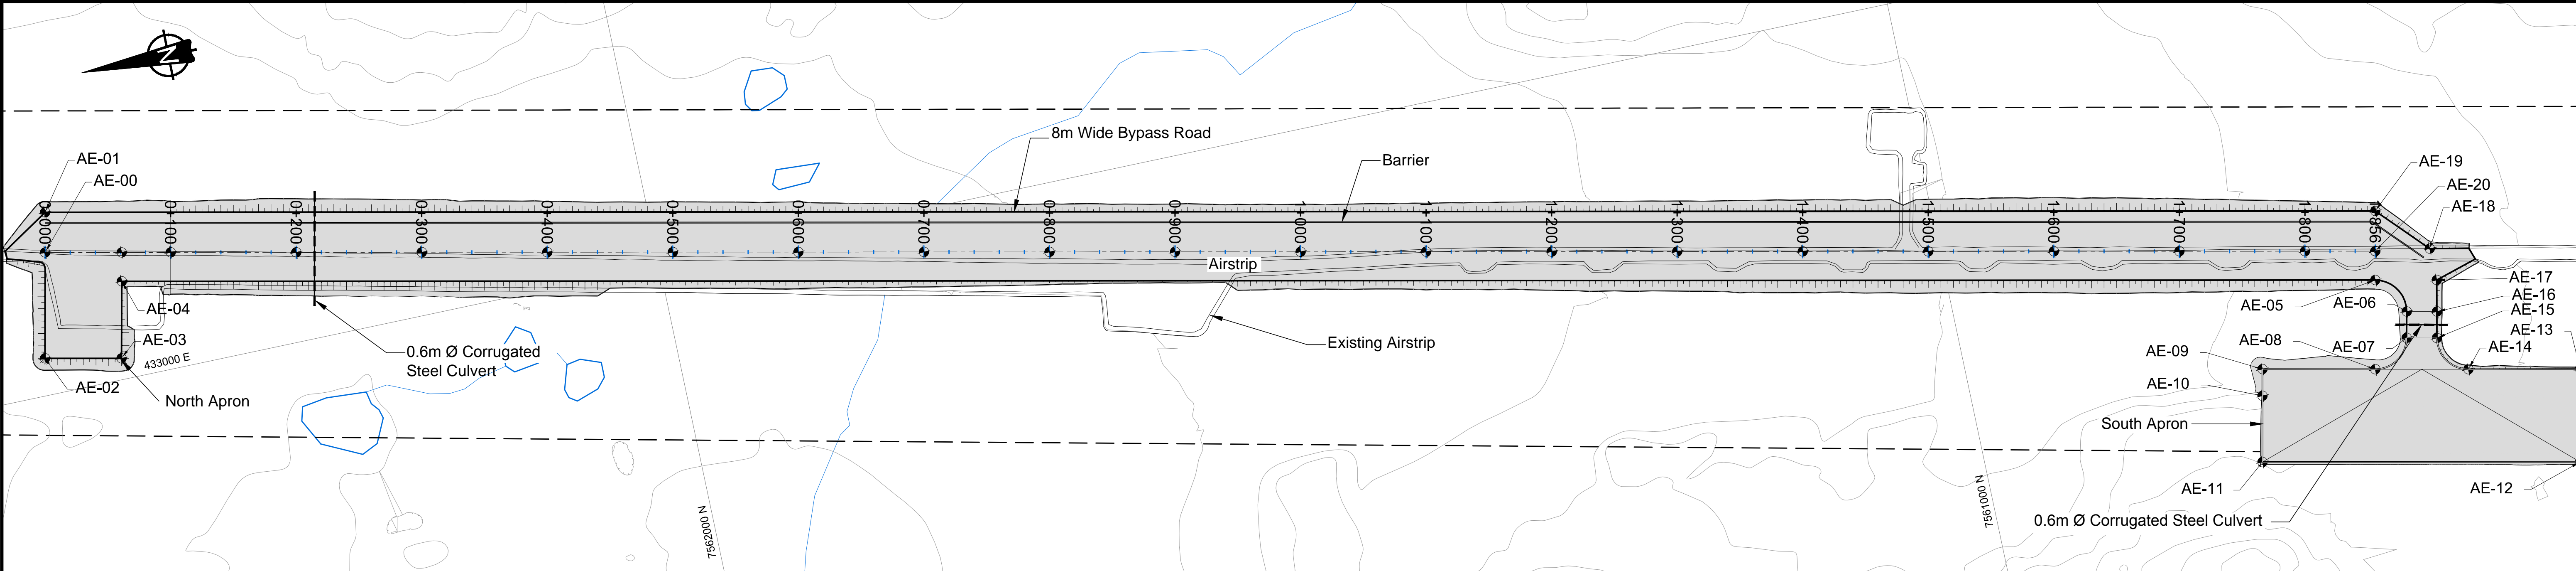 N
8m Wide Bypass Road
Barrier
AE-01
AE-00
AE-19
AE-20
AE-18
0+000
0+100
0+200
0+300
0+400
0+500
0+600
0+700
0+800
0+900
1+000
1+100
1+200
1+300
1+400
1+500
1+600
1+700
1+800
1+856
Airstrip
AE-04
AE-03
433000 E
AE-02
North Apron
0.6m Ø Corrugated
Steel Culvert
Existing Airstrip
AE-17
AE-05
AE-06
AE-16
AE-15
AE-13
AE-08
AE-07
AE-14
AE-09
AE-10
South Apron
AE-11
AE-12
7562000 N
7561000 N
0.6m Ø Corrugated Steel Culvert